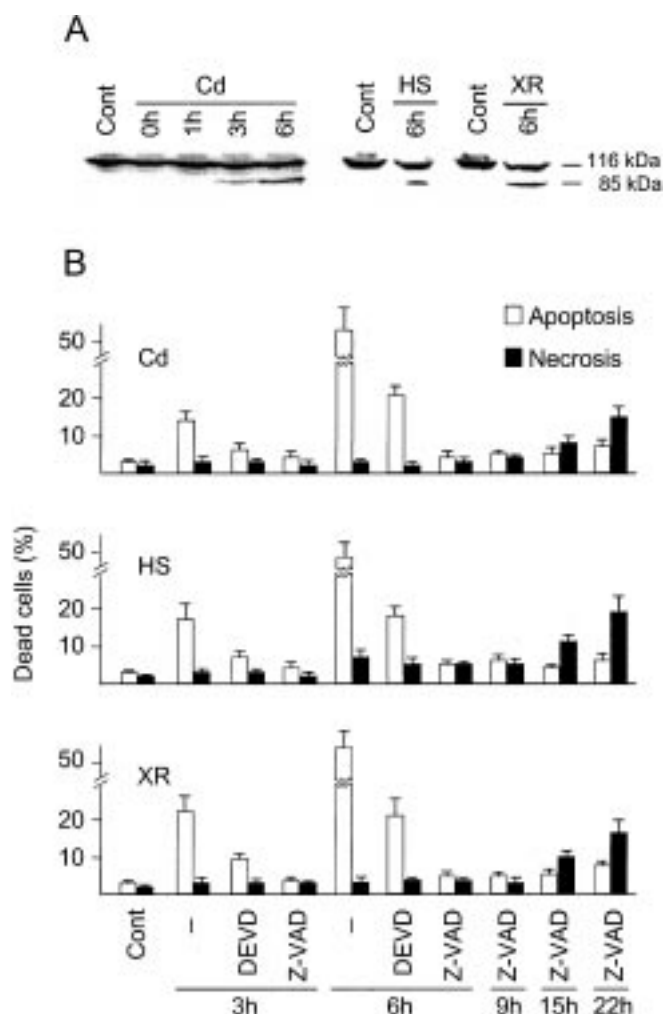 A
Cd HS XR
Cont 0h 1h 3h 6h Cont 6h Cont 6h
116 kDa
85 kDa
B
Apoptosis
Necrosis
Dead cells (%)
50
Cd
20
10
50
HS
20
10
50
XR
20
10
Cont – DEVD Z-VAD – DEVD Z-VAD Z-VAD Z-VAD Z-VAD
3h 6h 9h 15h 22h